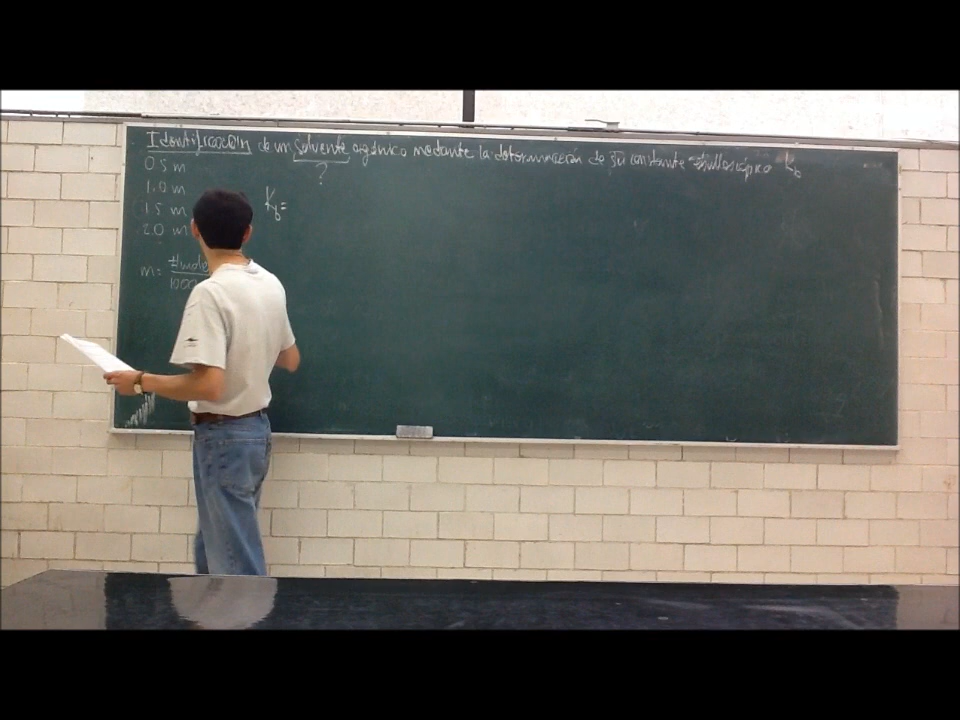 Identificación de un solvente orgánico mediante la determinación de su constante ebulloscópica Kb
?
0.5 m
1.0 m
1.5 m
2.0 m
Kb =
m =